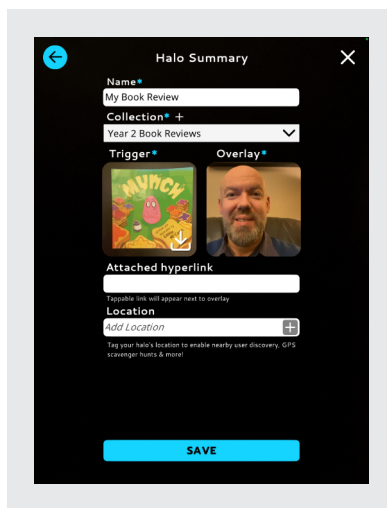 Halo Summary
Name*
My Book Review
Collection* +
Year 2 Book Reviews
Trigger* Overlay*
MUNCH
Attached hyperlink
Tappable link will appear next to overlay
Location
Add Location
Tag your halo's location to enable nearby user discovery, GPS
scavenger hunts & more!
SAVE